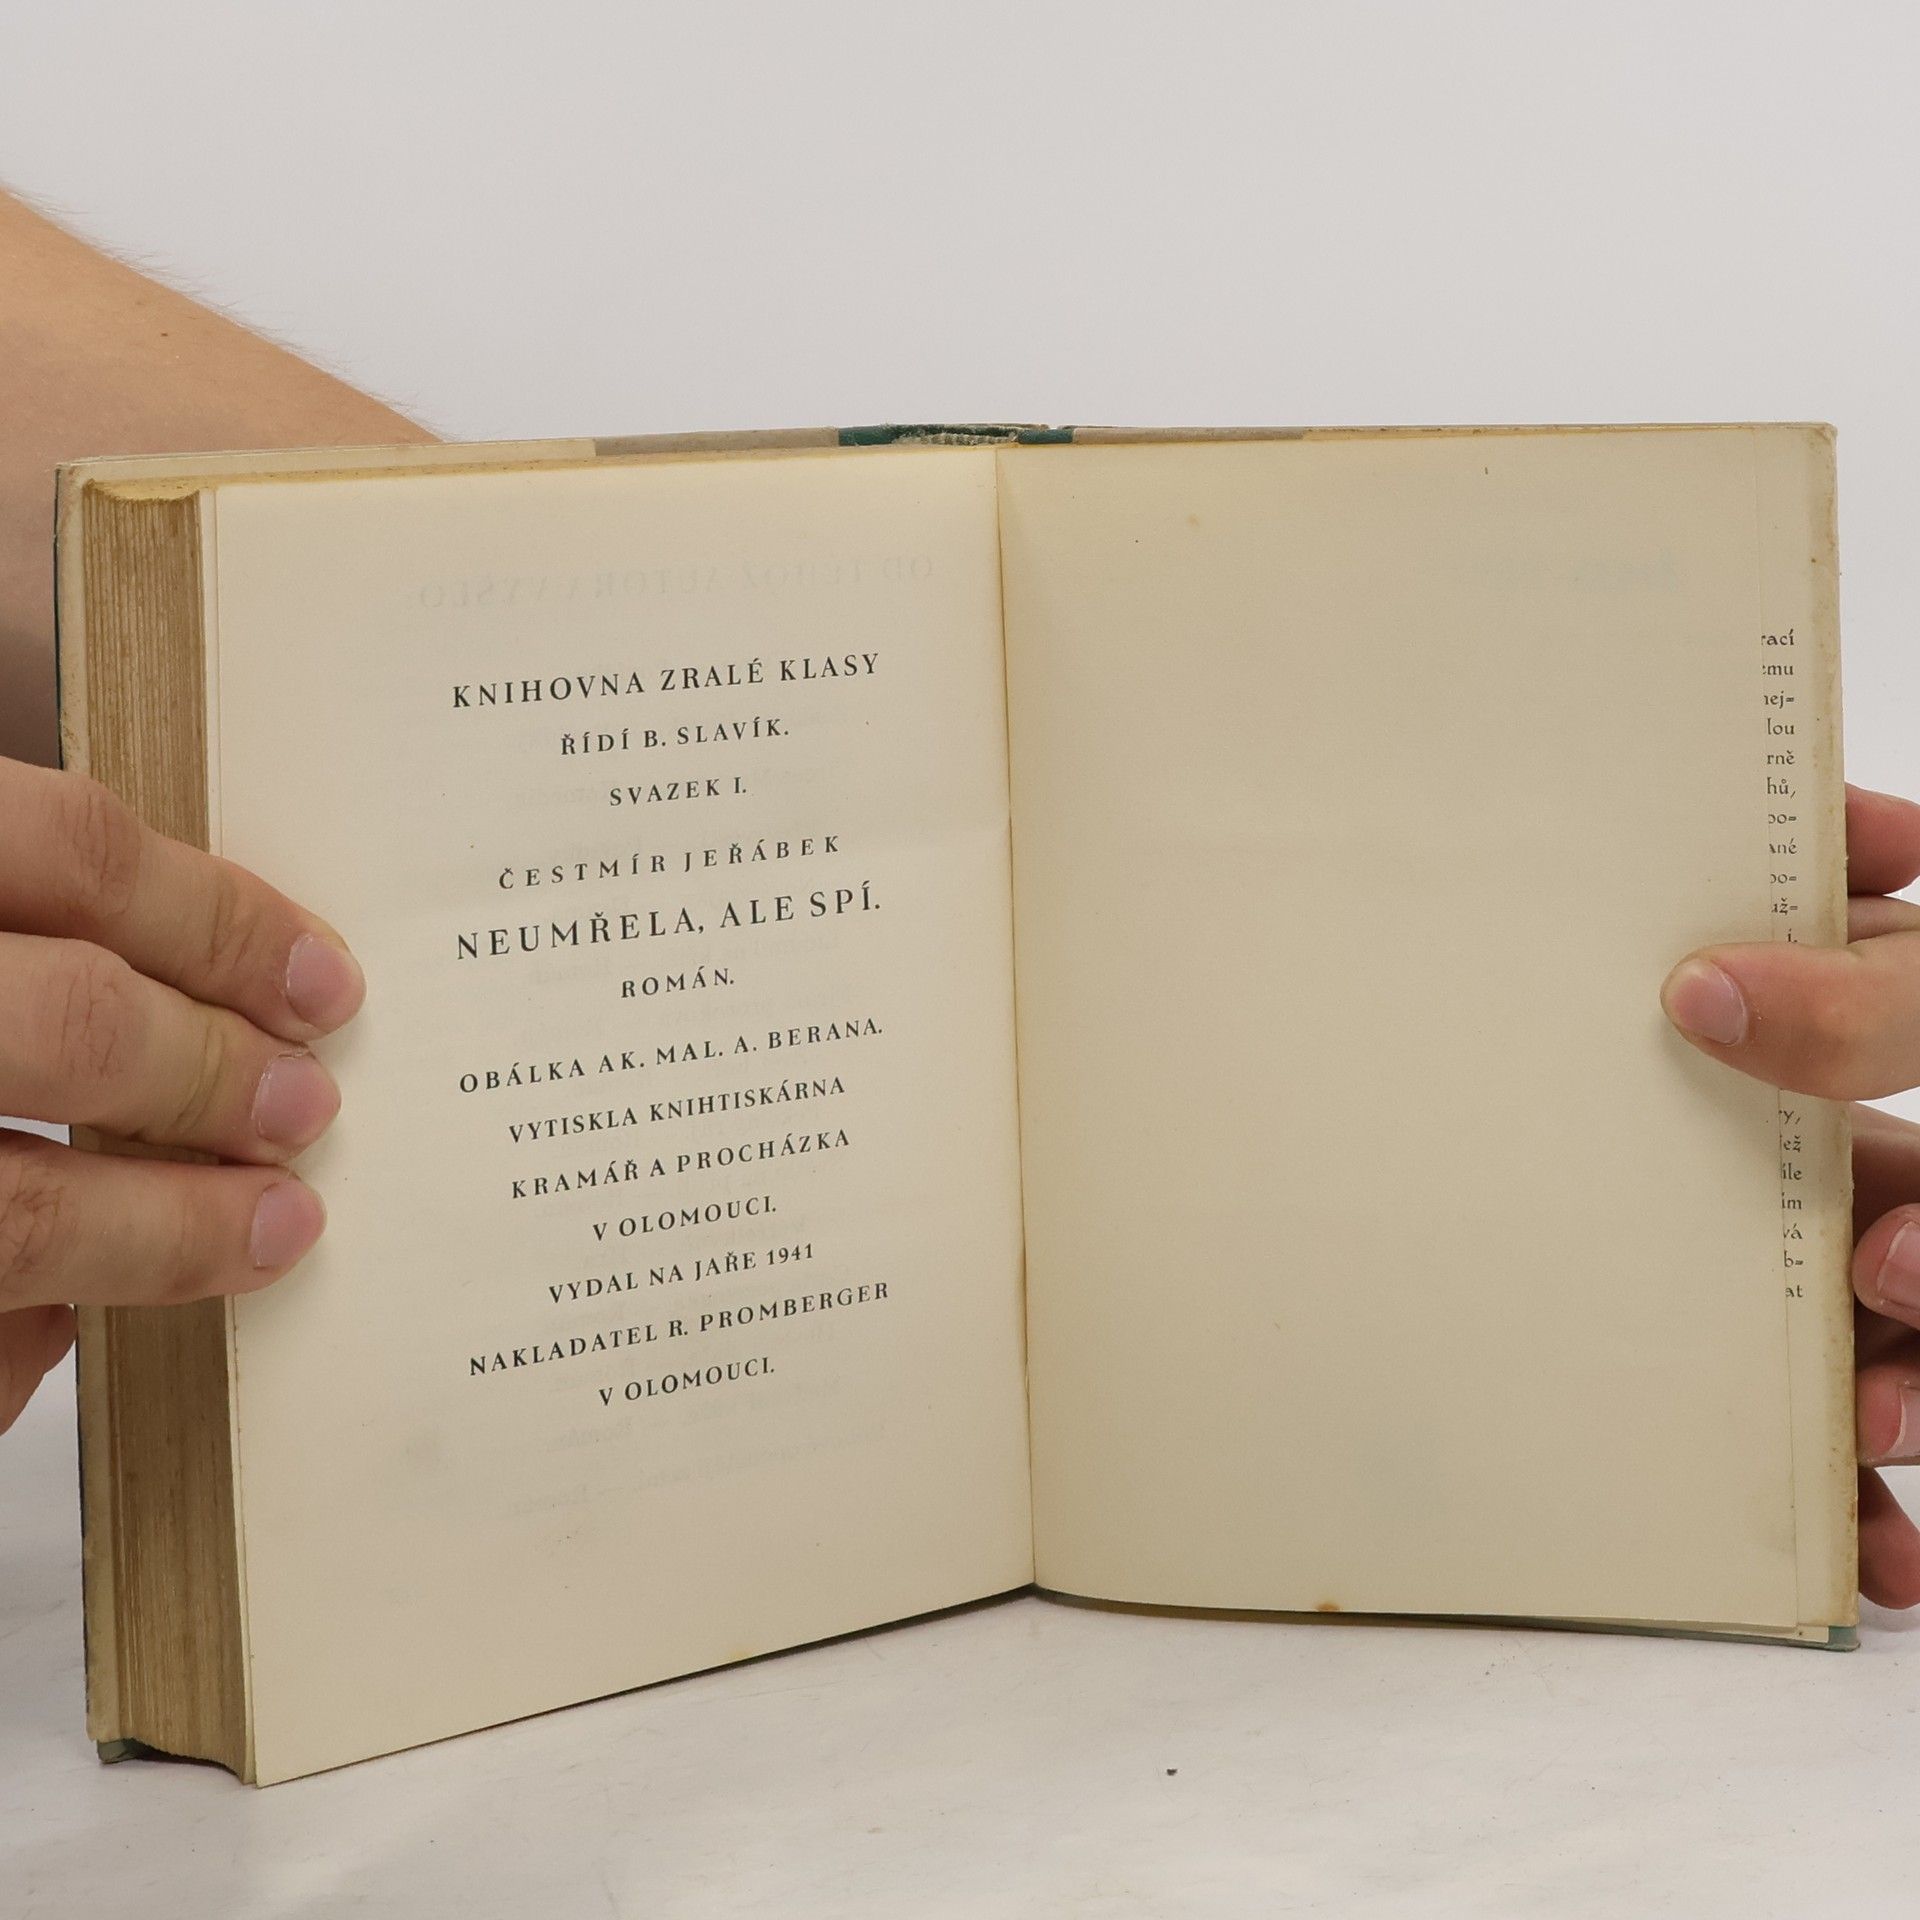 KNIHOVNA ZRALÉ KLASY
ŘÍDÍ B. SLAVÍK.
SVAZEK I.
ČESTMÍR JEŘÁBEK
NEUMŘELA, ALE SPÍ.
ROMÁN.
OBÁLKA AK. MAL. A. BERANA.
VYTISKLA KNIHTISKÁRNA
KRAMÁŘ A PROCHÁZKA
V OLOMOUCI.
VYDAL NA JAŘE 1941
NAKLADATEL R. PROMBERGER
V OLOMOUCI.